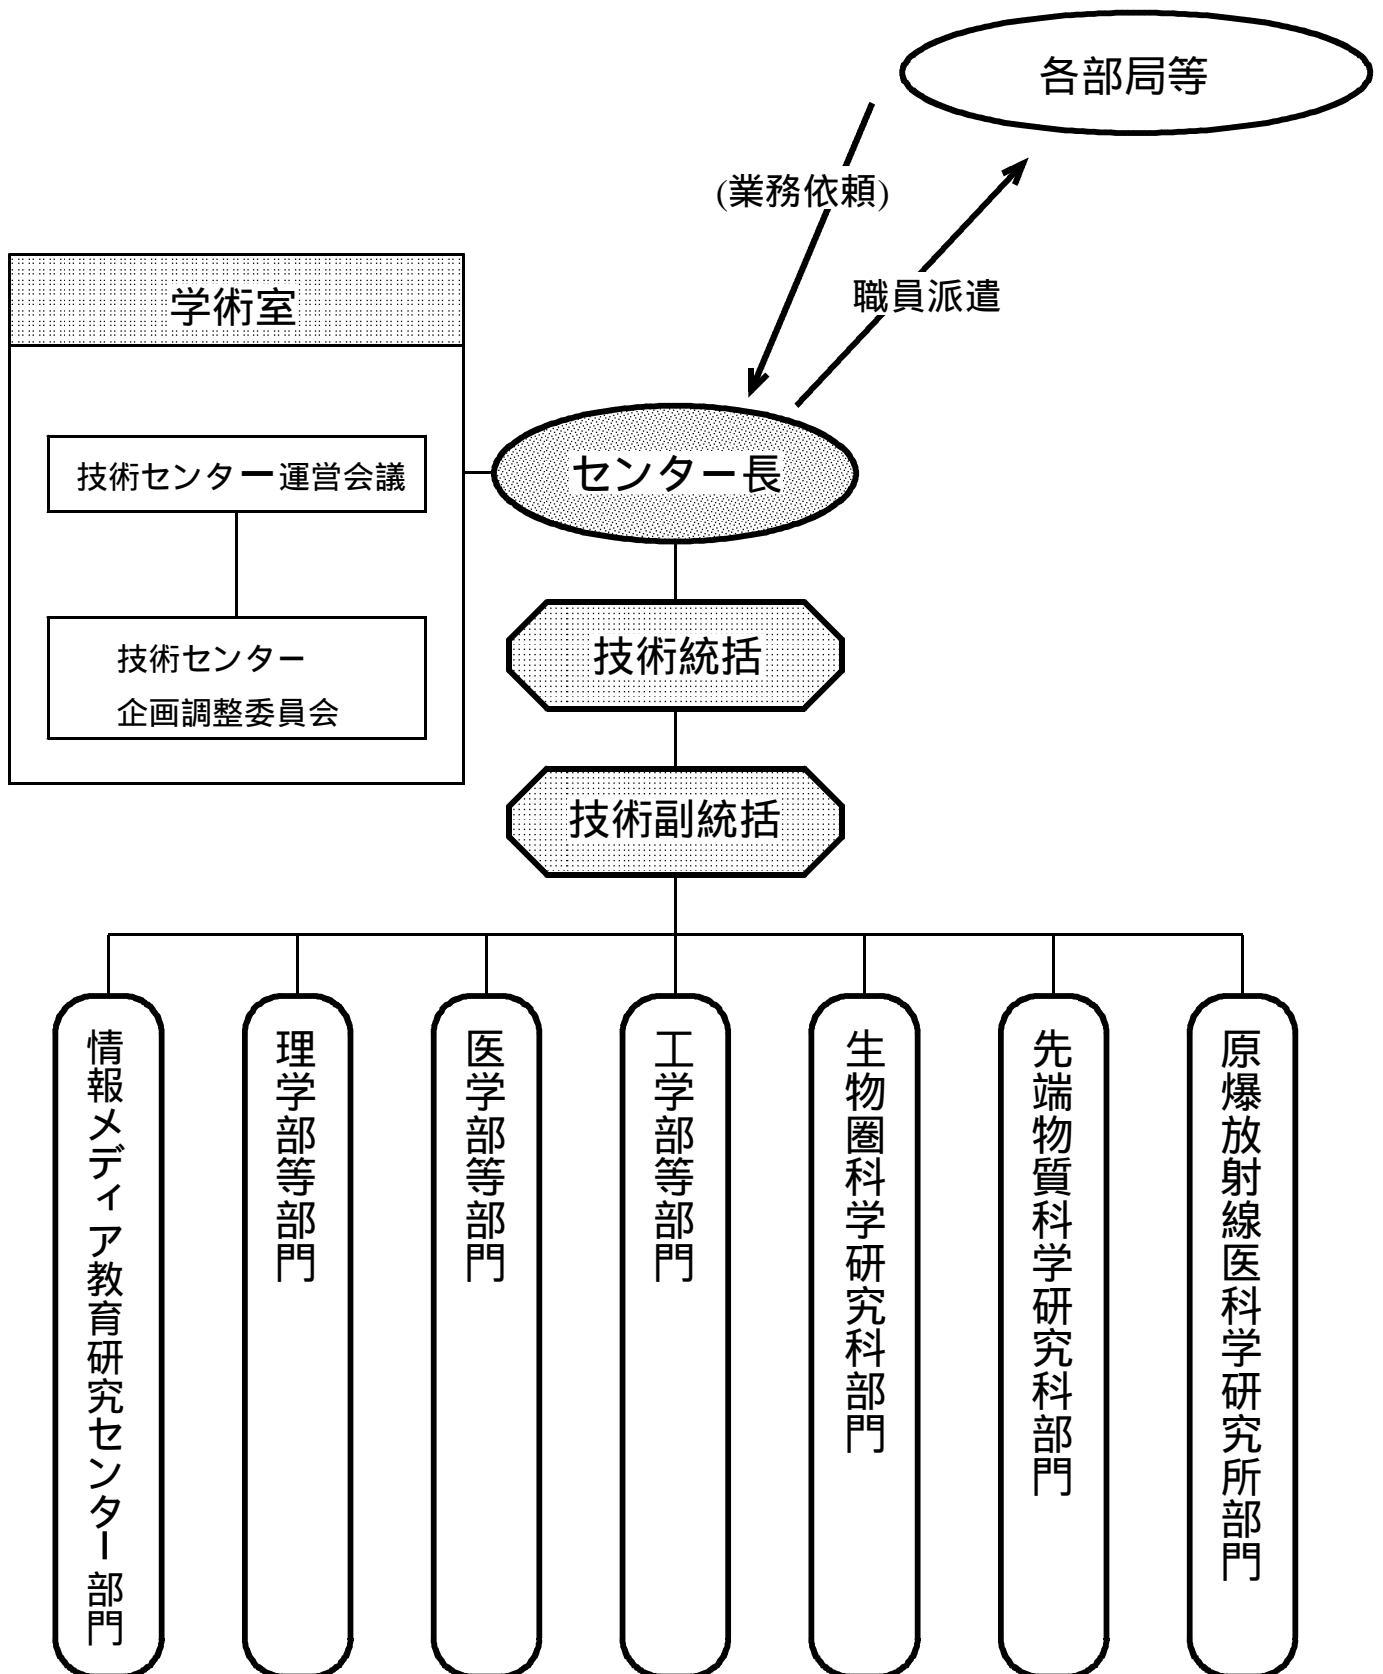 各部局等
(業務依頼)
職員派遣
学術室
技術センター運営会議
技術センター
企画調整委員会
センター長
技術統括
技術副統括
情報メディア教育研究センター部門
理学部等部門
医学部等部門
工学部等部門
生物圏科学研究科部門
先端物質科学研究科部門
原爆放射線医科学研究所部門